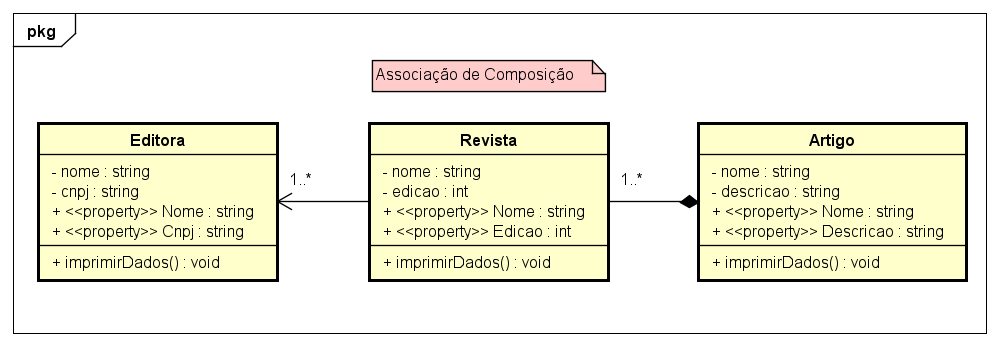 pkg
Associação de Composição
Editora
- nome : string
- cnpj : string
+ <<property>> Nome : string
+ <<property>> Cnpj : string
+ imprimirDados() : void
1..*
Revista
- nome : string
- edicao : int
+ <<property>> Nome : string
+ <<property>> Edicao : int
+ imprimirDados() : void
1..*
Artigo
- nome : string
- descricao : string
+ <<property>> Nome : string
+ <<property>> Descricao : string
+ imprimirDados() : void